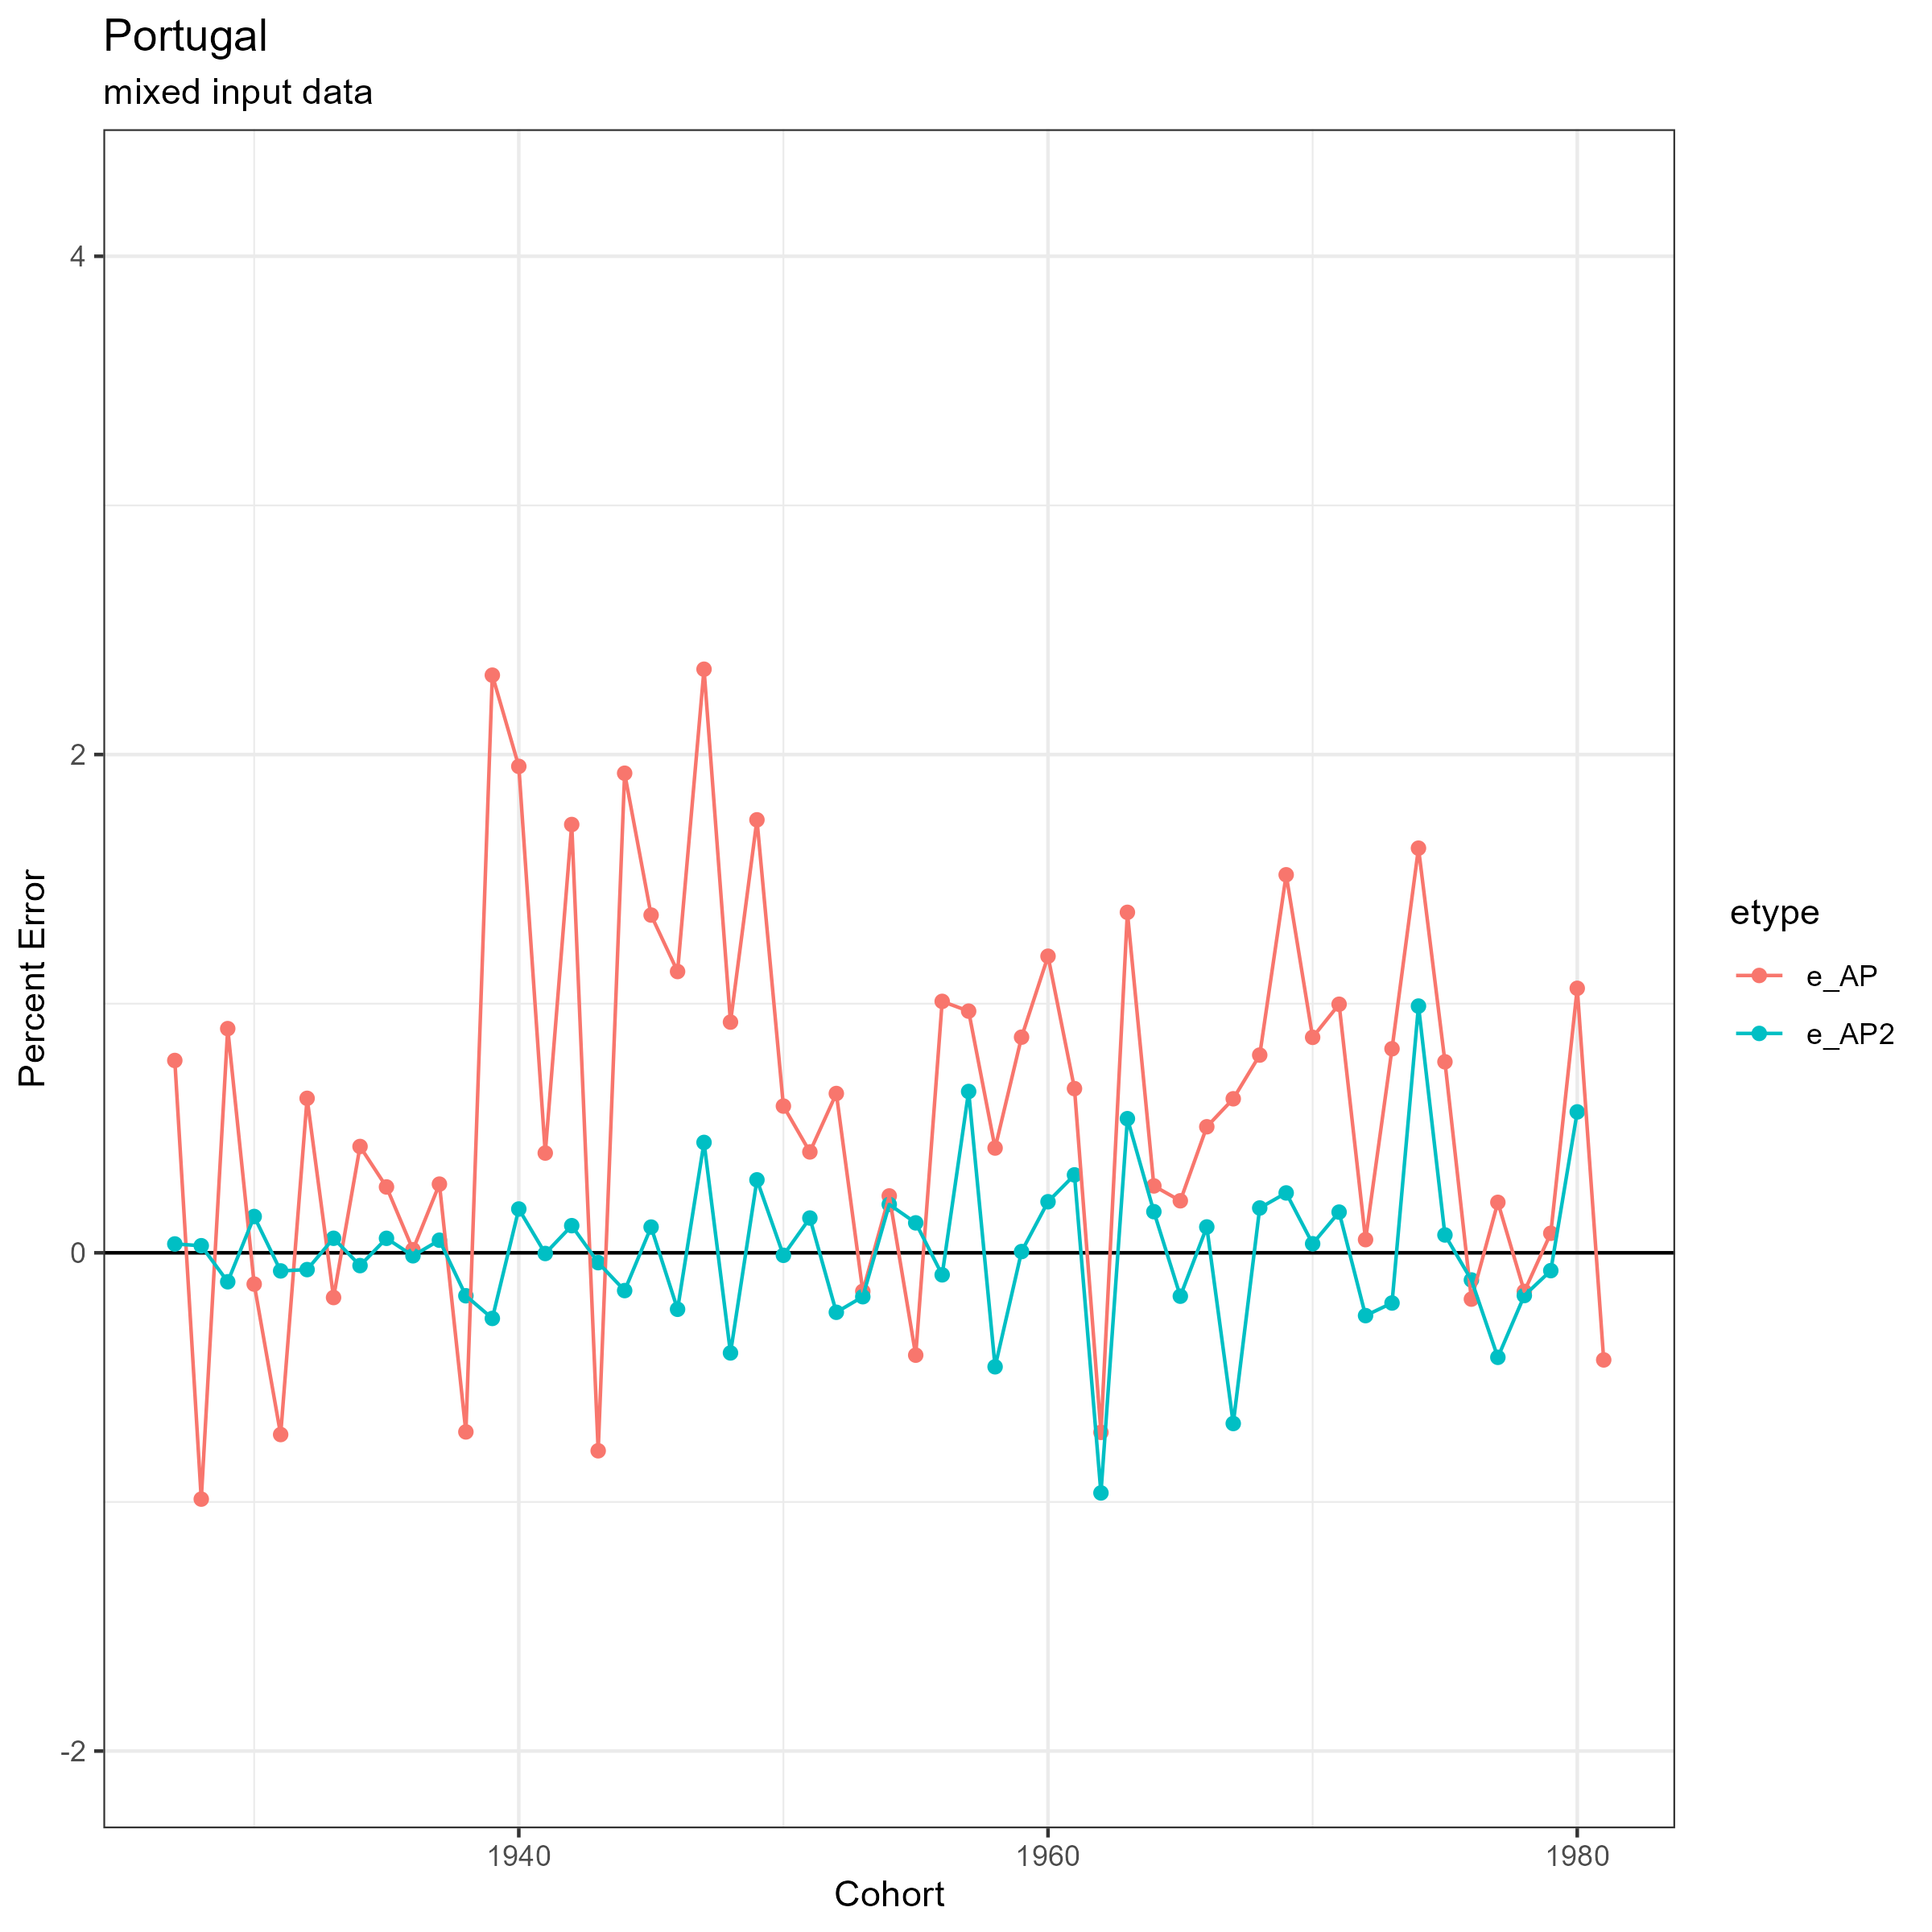 Portugal
mixed input data
4
2
0
-2
Percent Error
1940
1960
1980
Cohort
etype
e_AP
e_AP2